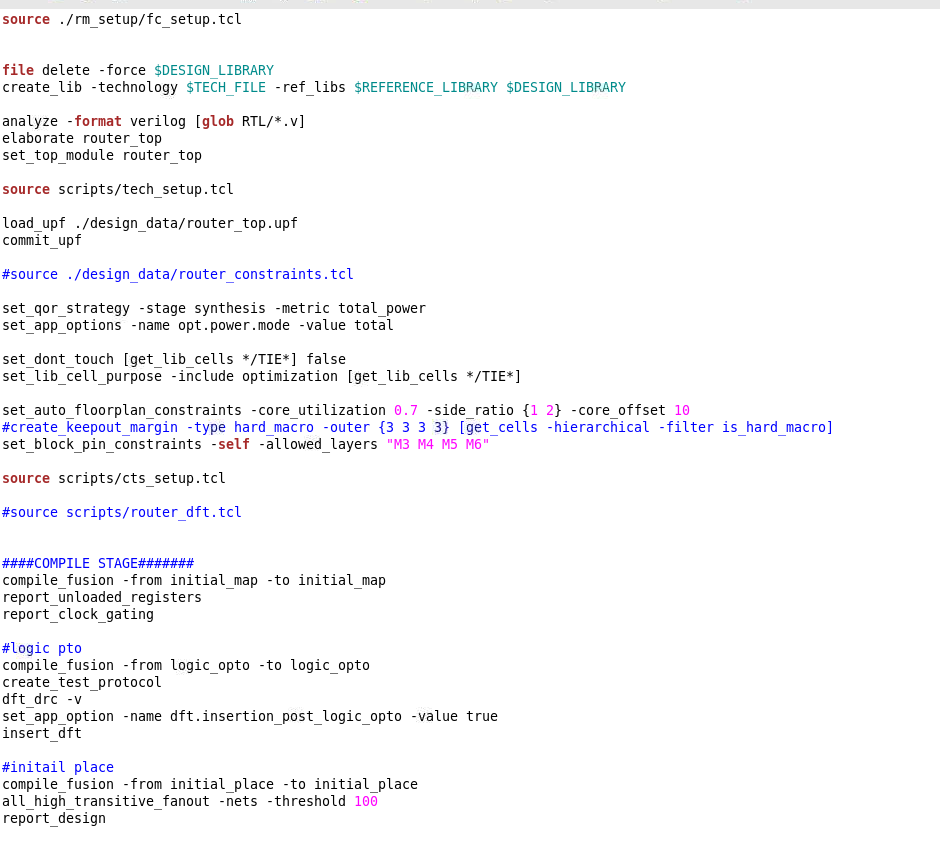 source ./rm_setup/fc_setup.tcl
file delete -force $DESIGN_LIBRARY
create_lib -technology $TECH_FILE -ref_libs $REFERENCE_LIBRARY $DESIGN_LIBRARY
analyze -format verilog [glob RTL/*.v]
elaborate router_top
set_top_module router_top
source scripts/tech_setup.tcl
load_upf ./design_data/router_top.upf
commit_upf
#source ./design_data/router_constraints.tcl
set_qor_strategy -stage synthesis -metric total_power
set_app_options -name opt.power.mode -value total
set_dont_touch [get_lib_cells */TIE*] false
set_lib_cell_purpose -include optimization [get_lib_cells */TIE*]
set_auto_floorplan_constraints -core_utilization 0.7 -side_ratio {1 2} -core_offset 10
#create_keepout_margin -type hard_macro -outer {3 3 3 3} [get_cells -hierarchical -filter is_hard_macro]
set_block_pin_constraints -self -allowed_layers "M3 M4 M5 M6"
source scripts/cts_setup.tcl
#source scripts/router_dft.tcl
####COMPILE STAGE#######
compile_fusion -from initial_map -to initial_map
report_unloaded_registers
report_clock_gating
#logic pto
compile_fusion -from logic_opto -to logic_opto
create_test_protocol
dft_drc -v
set_app_option -name dft.insertion_post_logic_opto -value true
insert_dft
#initail place
compile_fusion -from initial_place -to initial_place
all_high_transitive_fanout -nets -threshold 100
report_design